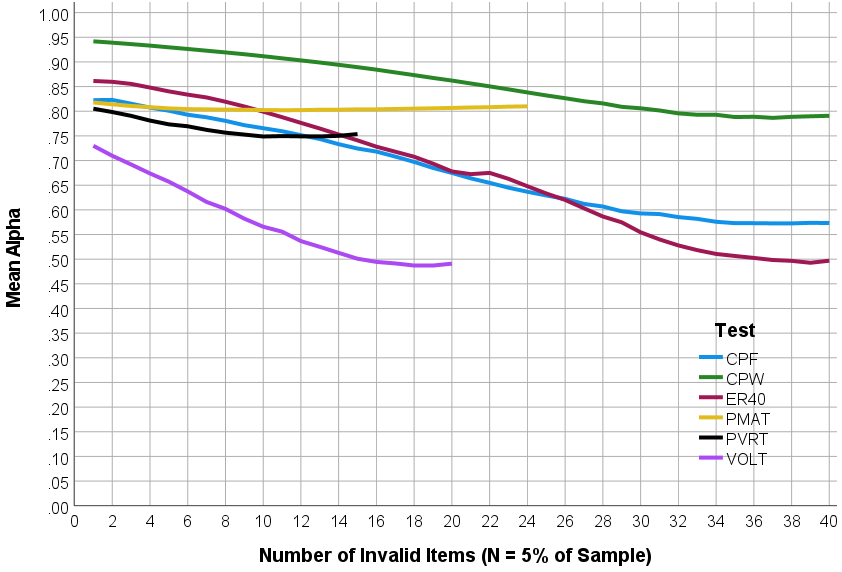 1.00
.95
.90
.85
.80
.75
.70
.65
.60
.55
.50
.45
.40
.35
.30
.25
.20
.15
.10
.05
.00
Mean Alpha
Test
CPF
CPW
ER40
PMAT
PVRT
VOLT
0 2 4 6 8 10 12 14 16 18 20 22 24 26 28 30 32 34 36 38 40
Number of Invalid Items (N = 5% of Sample)